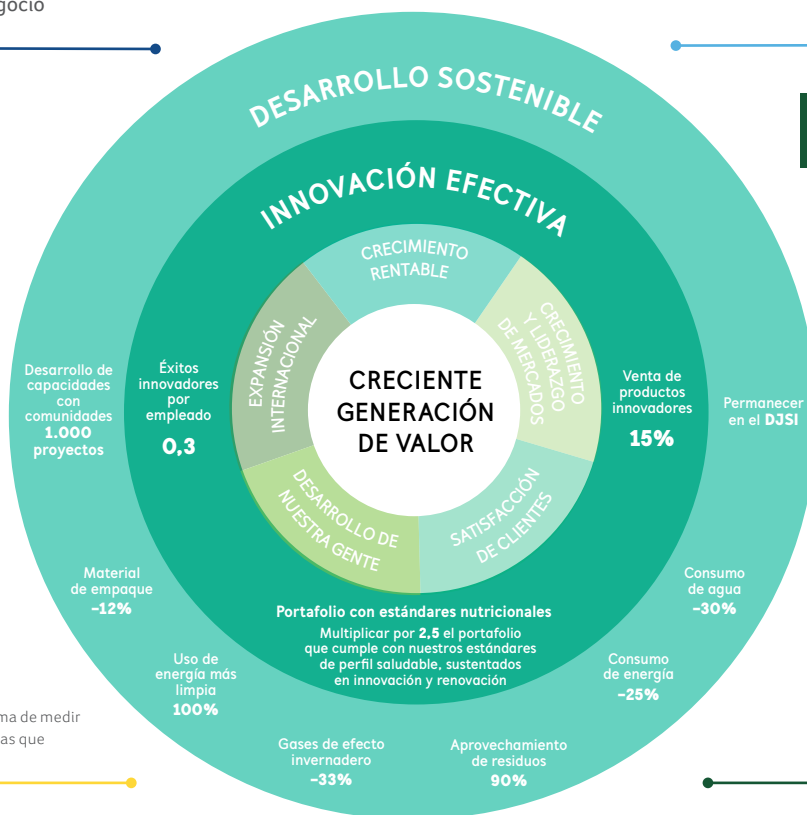 DESARROLLO SOSTENIBLE
INNOVACIÓN EFECTIVA
CRECIMIENTO
RENTABLE
EXPANSIÓN
INTERNACIONAL
CRECIMIENTO
Y LIDERAZGO
DE MERCADOS
CRECIENTE
GENERACIÓN
DE VALOR
DESARROLLO DE
NUESTRA GENTE
SATISFACCIÓN
DE CLIENTES
Desarrollo de
capacidades
con
comunidades
1.000
proyectos
Éxitos
innovadores
por
empleado
0,3
Venta de
productos
innovadores
15%
Permanecer
en el DJSI
Material
de empaque
-12%
Uso de
energía más
limpia
100%
Portafolio con estándares nutricionales
Multiplicar por 2,5 el portafolio
que cumple con nuestros estándares
de perfil saludable, sustentados
en innovación y renovación
Consumo
de agua
-30%
Consumo
de energía
-25%
Gases de efecto
invernadero
-33%
Aprovechamiento
de residuos
90%
de medir
que